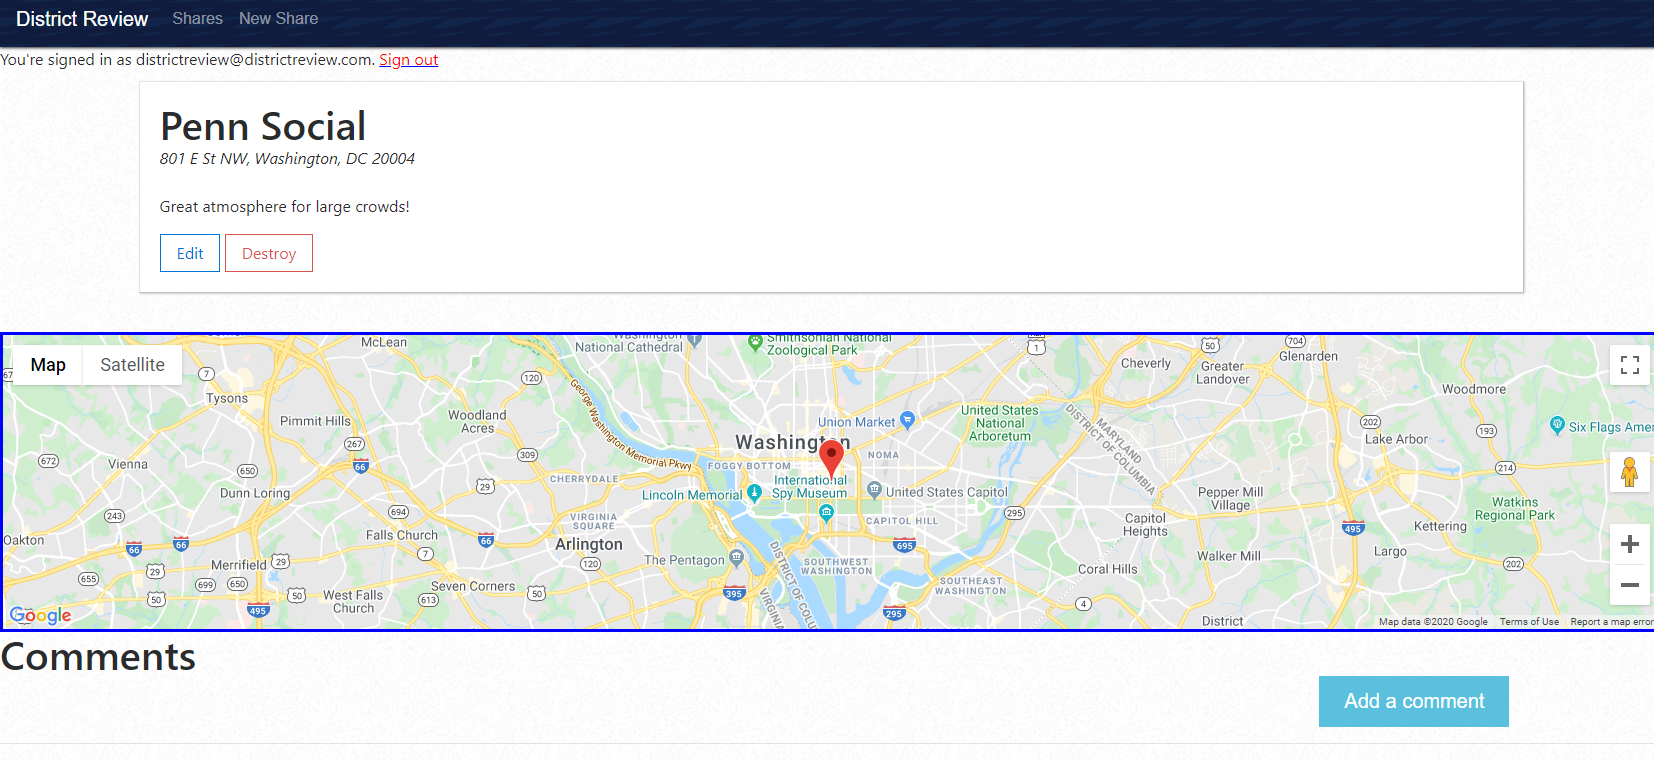 District Review Shares New Share
You're signed in as districtreview@districtreview.com. Sign out
Penn Social
801 E St NW, Washington, DC 20004
Great atmosphere for large crowds!
Edit Destroy
Map Satellite
McLean
National Cathedral
Smithsonian National
Zoological Park
1
50
704
Glenarden
Cheverly
Greater
Landover
67
7
Tysons
120
George Washington Memorial Pkwy
Woodmore
Pimmit Hills
Woodland
Acres
Union Market
United States
National
Arboretum
MARYLAND
DISTRICT OF COLUMBIA
202
Lake Arbor
193
Six Flags Amer
Washington
267
309
672
Vienna
66
650
FOGGY BOTTOM
NOMA
214
Dunn Loring
29
CHERRYDALE
Lincoln Memorial
International
Spy Museum
United States Capitol
Pepper Mill
Village
Watkins
Regional Park
243
694
VIRGINIA
SQUARE
CAPITOL HILL
295
Capitol
Heights
495
Kettering
Oakton
66
66
Falls Church
66
Arlington
695
7
The Pentagon
120
SOUTHWEST
WASHINGTON
Walker Mill
Largo
Merrifield
29
29
202
Coral Hills
655
699
650
Seven Corners
50
SOUTHEAST
WASHINGTON
50
50
West Falls
Church
613
395
DISTRICT OF COLU
VIRGINIA
4
495
295
District
Google
Map data ©2020 Google Terms of Use Report a map error
Comments
Add a comment